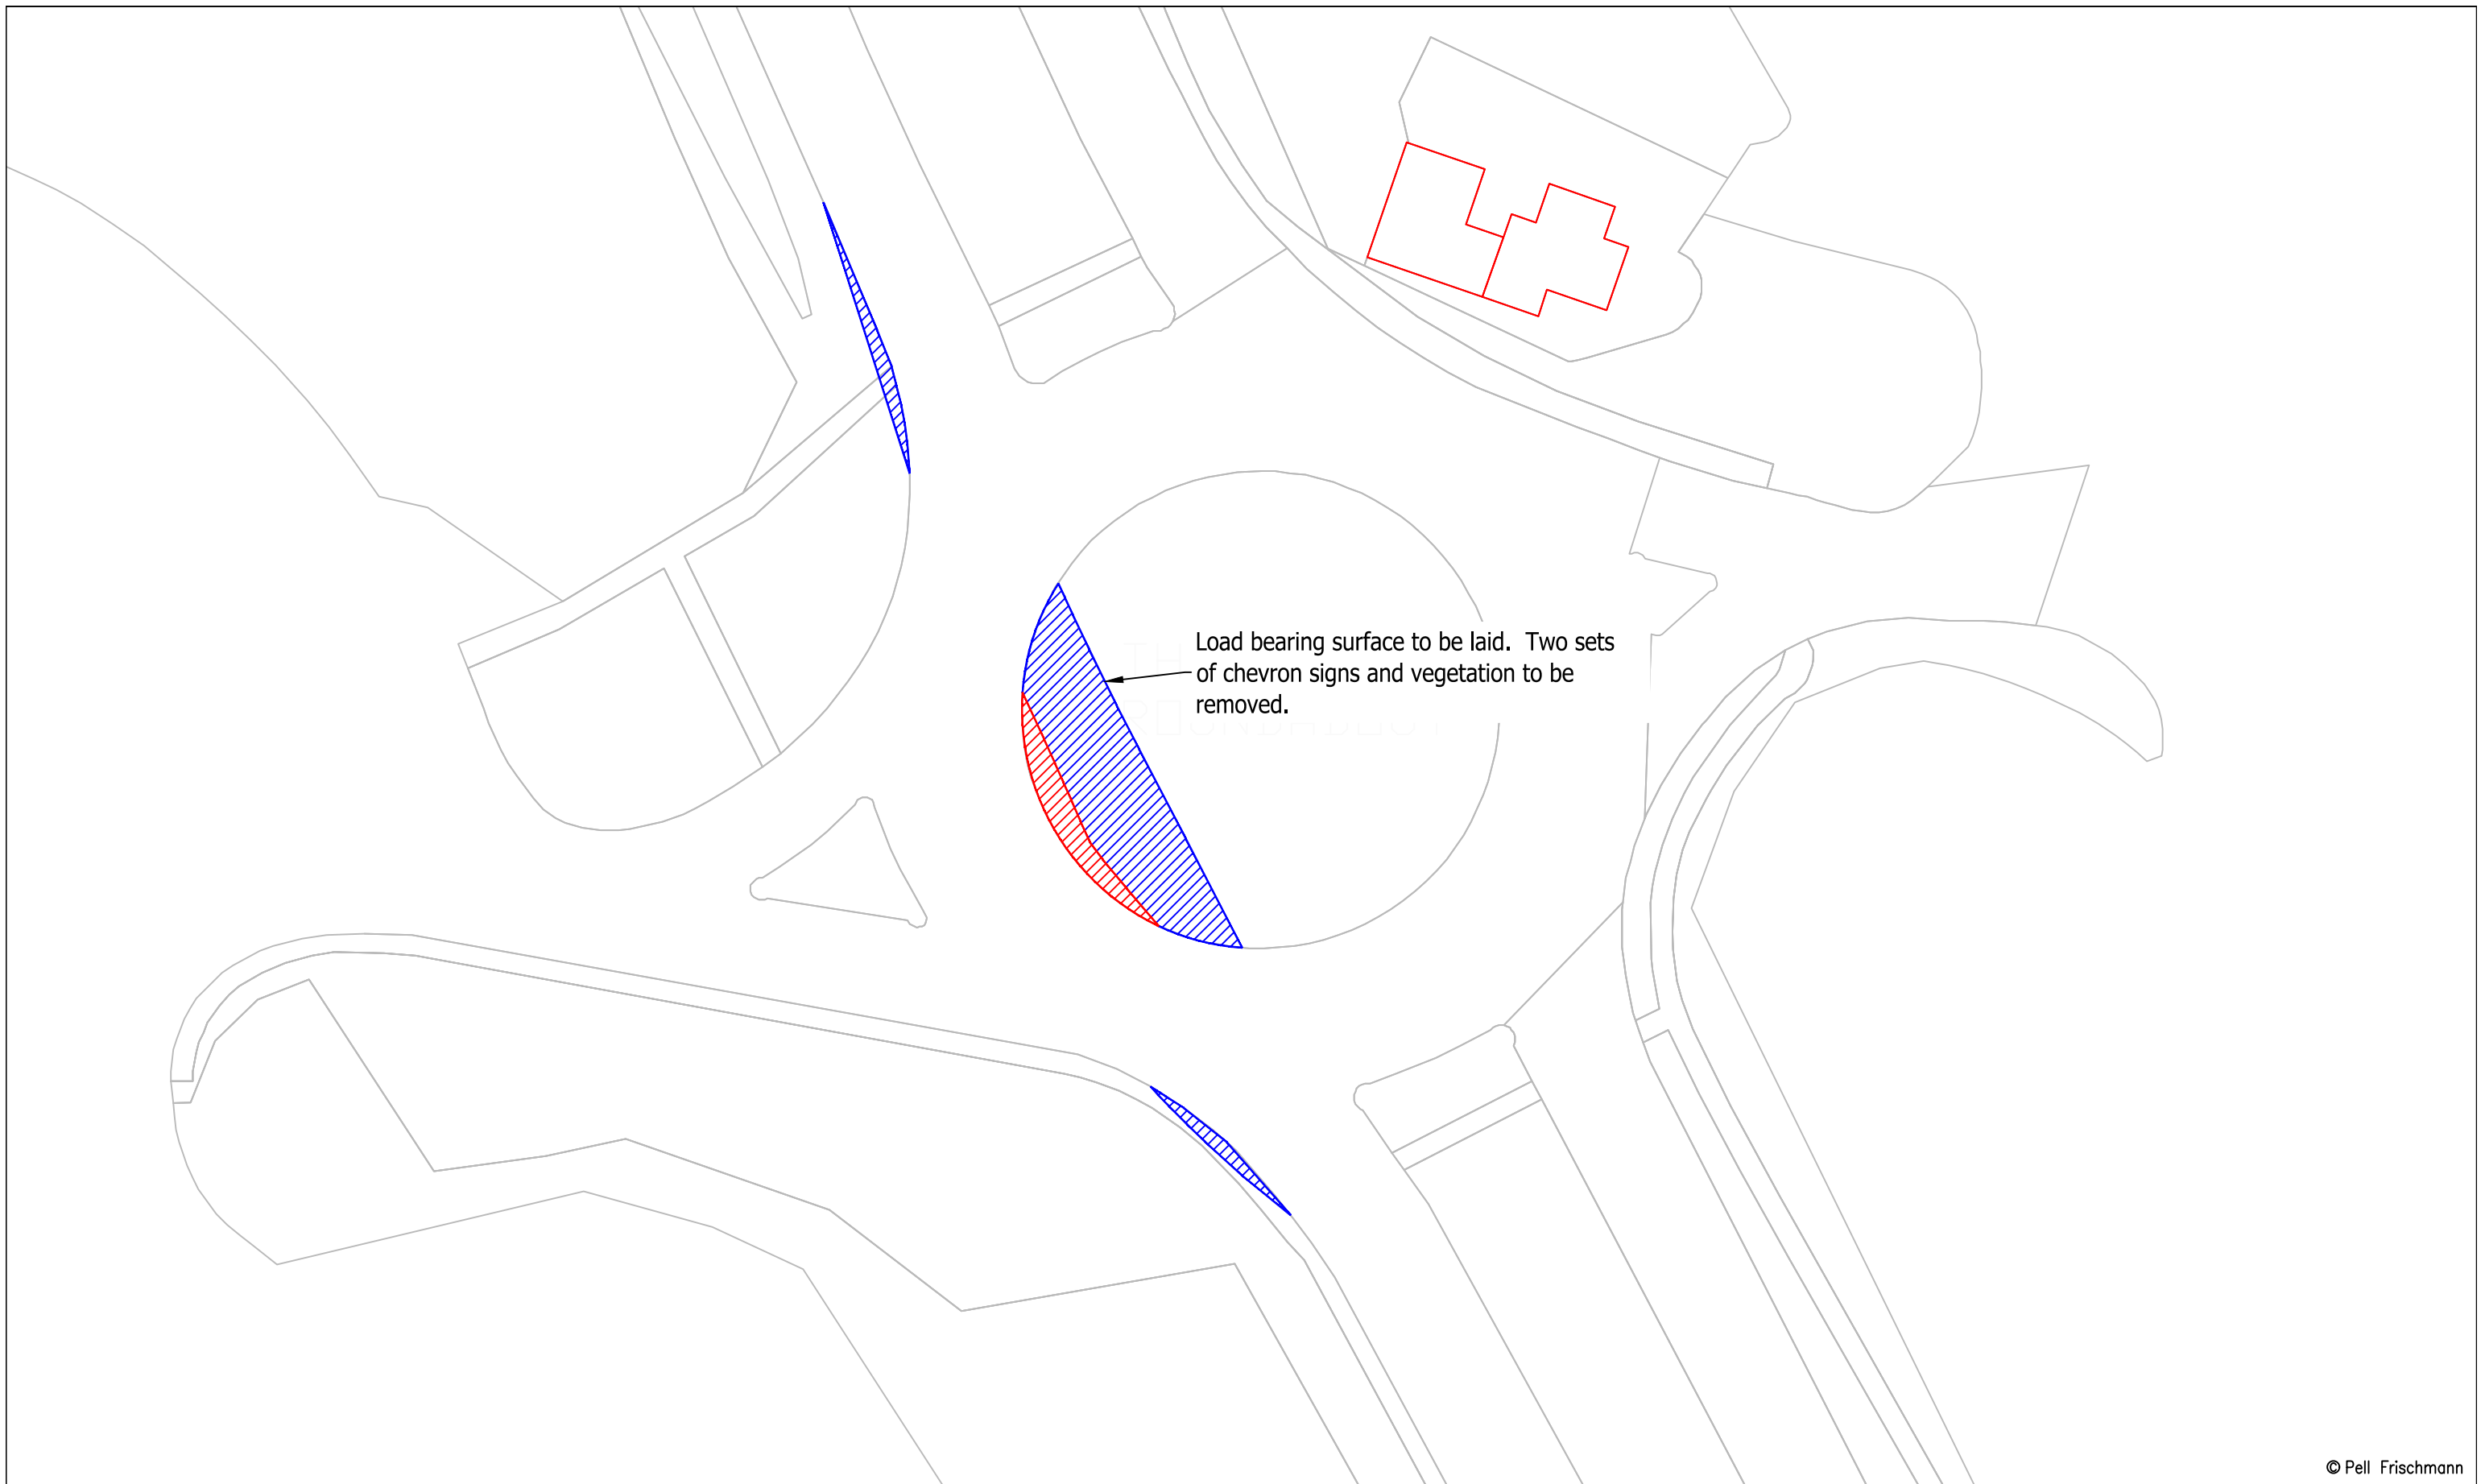 Load bearing surface to be laid. Two sets
of chevron signs and vegetation to be
removed.
© Pell Frischmann